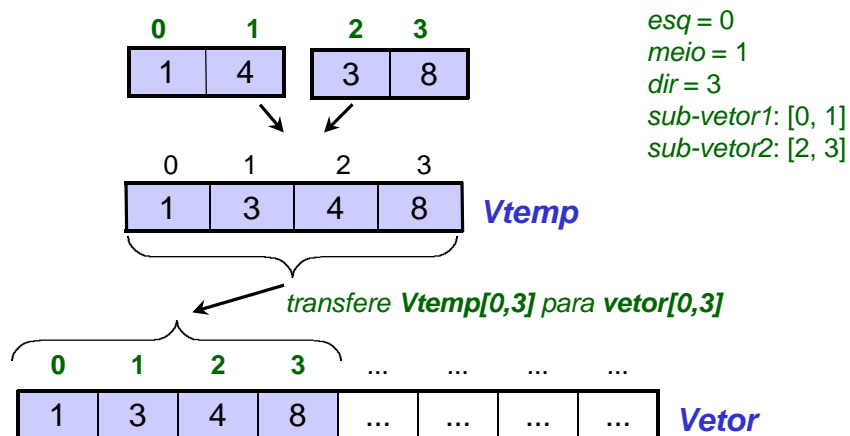 0 1 2 3
1 4 3 8
esq = 0
meio = 1
dir = 3
sub-vetor1: [0, 1]
sub-vetor2: [2, 3]
0 1 2 3
1 3 4 8 Vtemp
transfere Vtemp[0,3] para vetor[0,3]
0 1 2 3 ... ... ... ...
1 3 4 8 ... ... ... ... Vetor